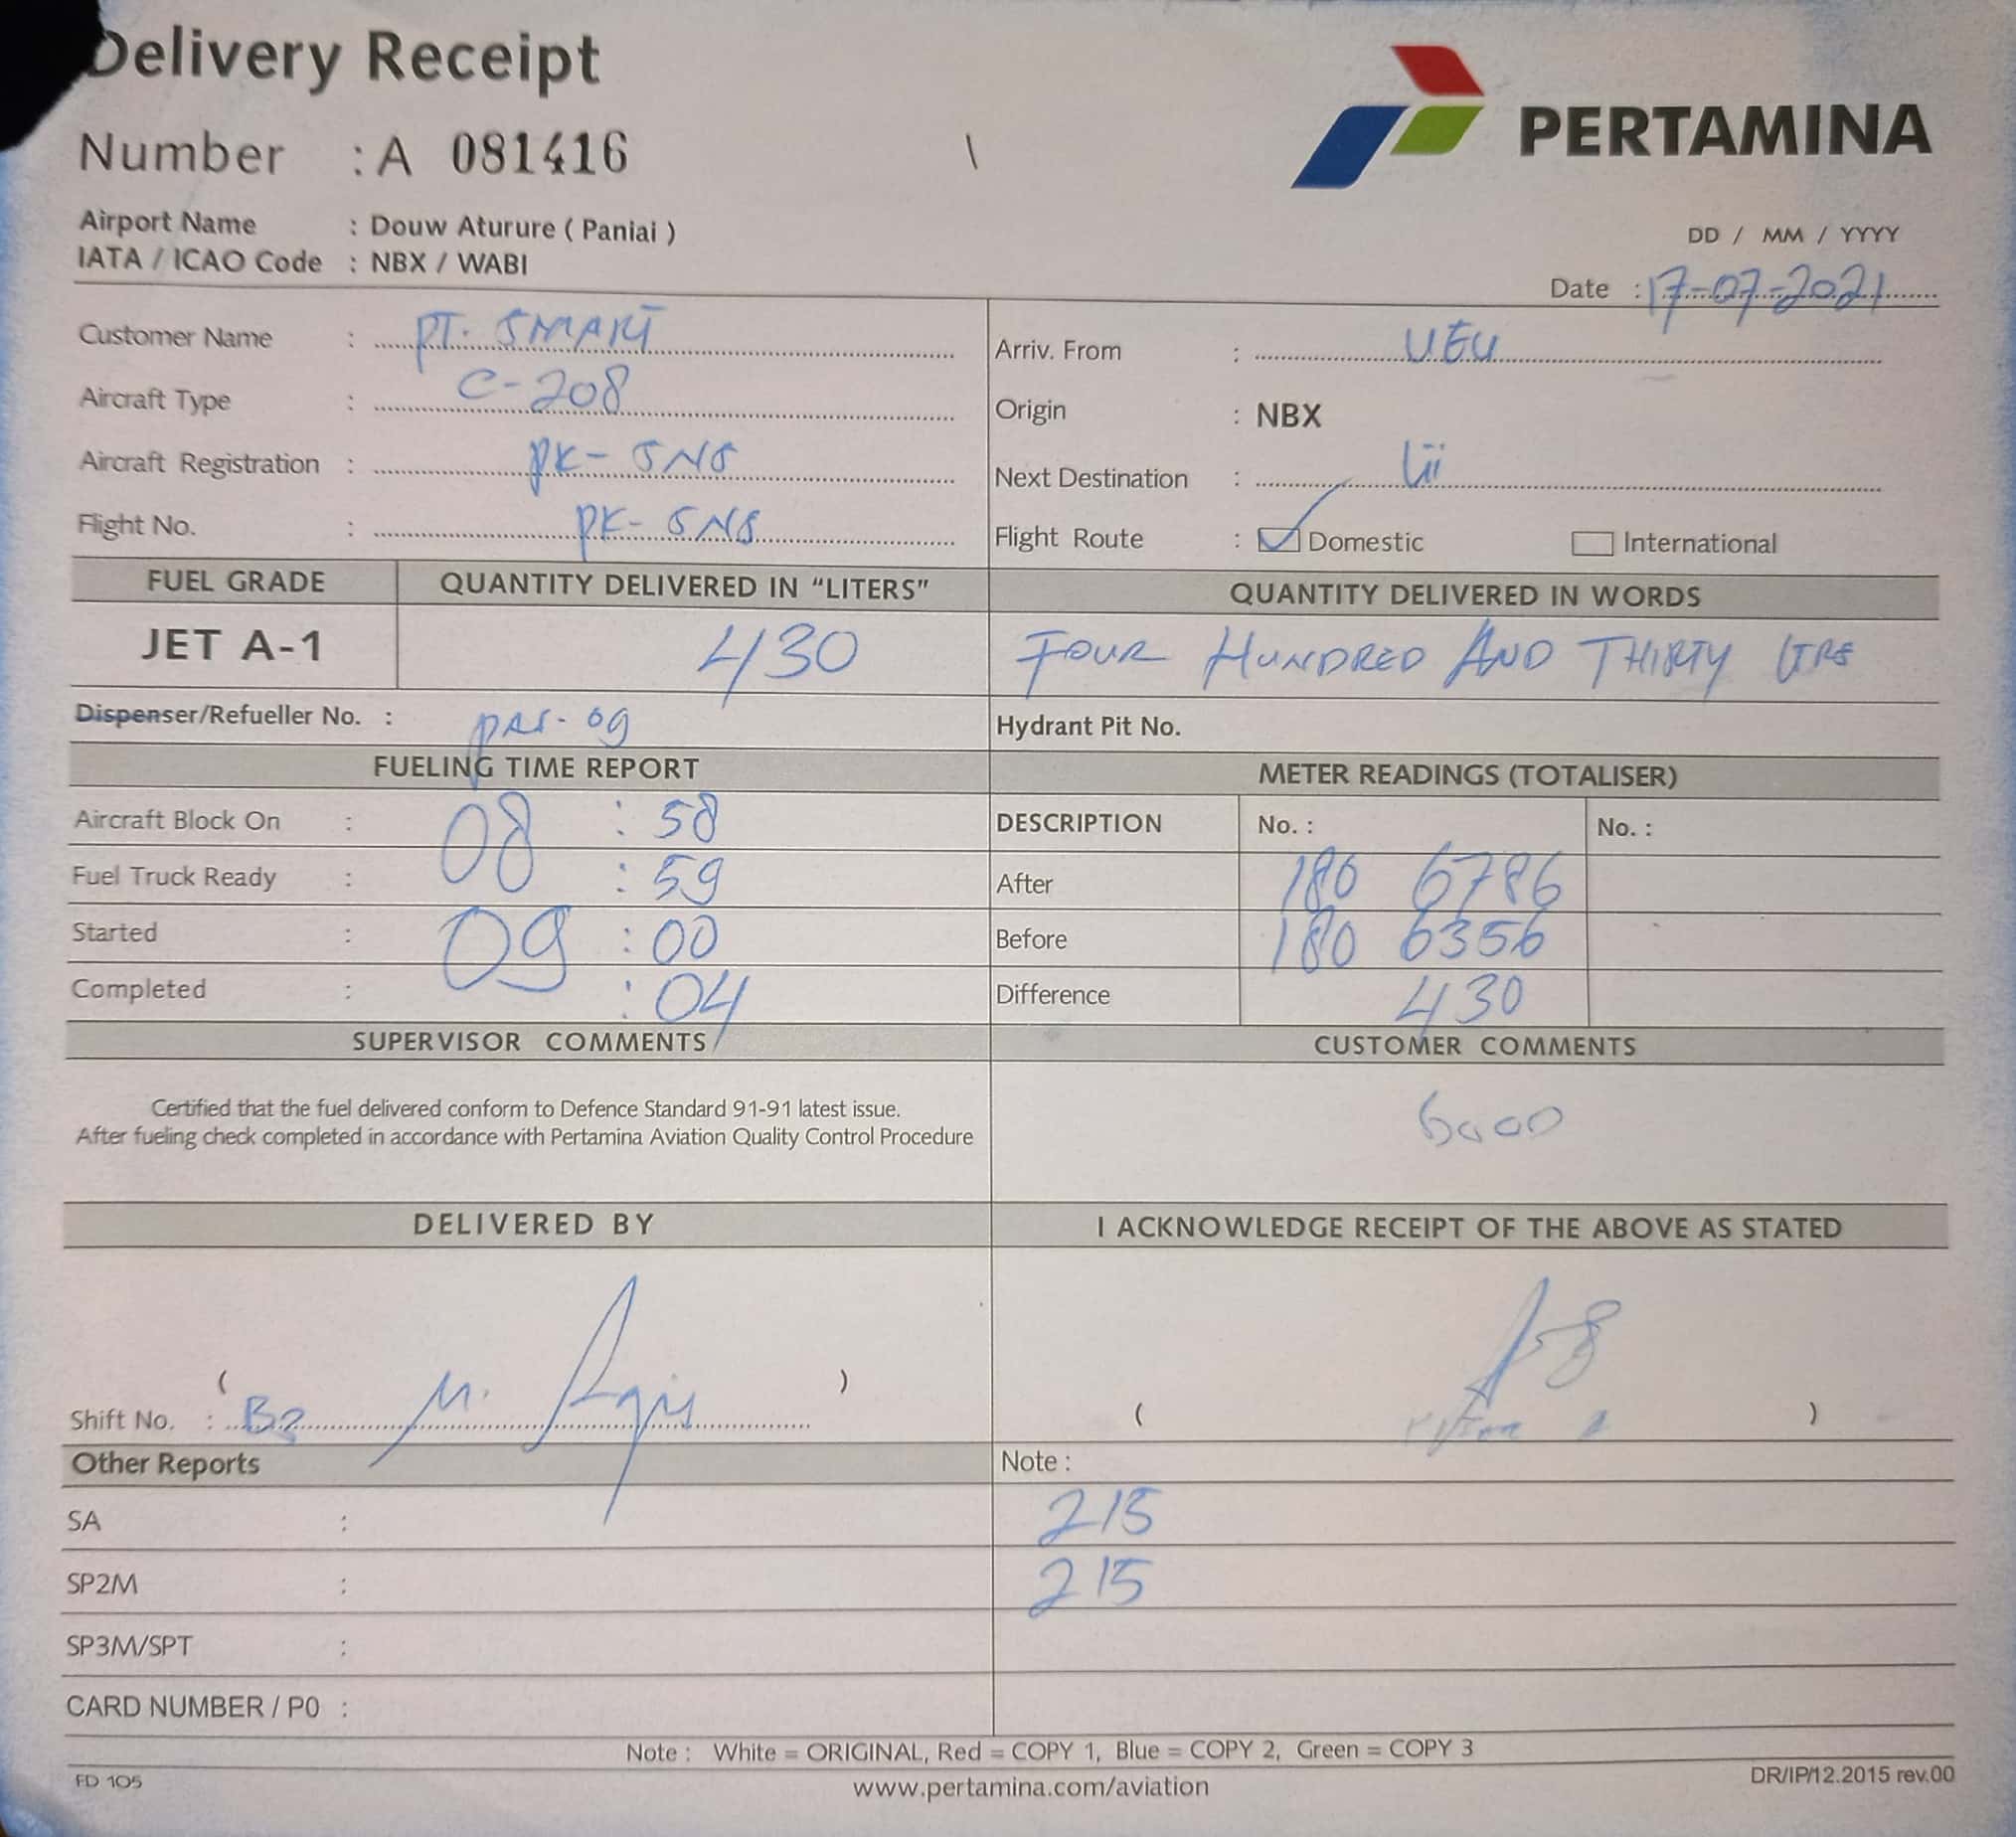 Delivery Receipt
PERTAMINA
Number : A 081416
Airport Name : Douw Aturure ( Paniai )
IATA / ICAO Code : NBX / WABI
DD / MM / YYYY
Date : 17-07-2021
Customer Name : PT. SMART
Aircraft Type : C-208
Aircraft Registration : PK-SNS
Flight No. : PK-SNS
Arriv. From : UEU
Origin : NBX
Next Destination :
Flight Route : Domestic International
FUEL GRADE QUANTITY DELIVERED IN “LITERS” QUANTITY DELIVERED IN WORDS
JET A-1 430 FOUR HUNDRED AND THIRTY LTRS
Dispenser/Refueller No. : Hydrant Pit No.
FUELING TIME REPORT METER READINGS (TOTALISER)
Aircraft Block On : 08 : 58 DESCRIPTION No. : No. :
Fuel Truck Ready : : 59 After 180 6786
Started : 09 : 00 Before 180 6356
Completed : : 04 Difference 430
SUPERVISOR COMMENTS CUSTOMER COMMENTS
Certified that the fuel delivered conform to Defence Standard 91-91 latest issue.
After fueling check completed in accordance with Pertamina Aviation Quality Control Procedure
GOOD
DELIVERED BY I ACKNOWLEDGE RECEIPT OF THE ABOVE AS STATED
( )
Shift No. : B2 M.
( )
Other Reports Note :
SA : 215
SP2M : 215
SP3M/SPT :
CARD NUMBER / P0 :
Note : White = ORIGINAL, Red = COPY 1, Blue = COPY 2, Green = COPY 3
FD 105 www.pertamina.com/aviation DR/IP/12.2015 rev.00